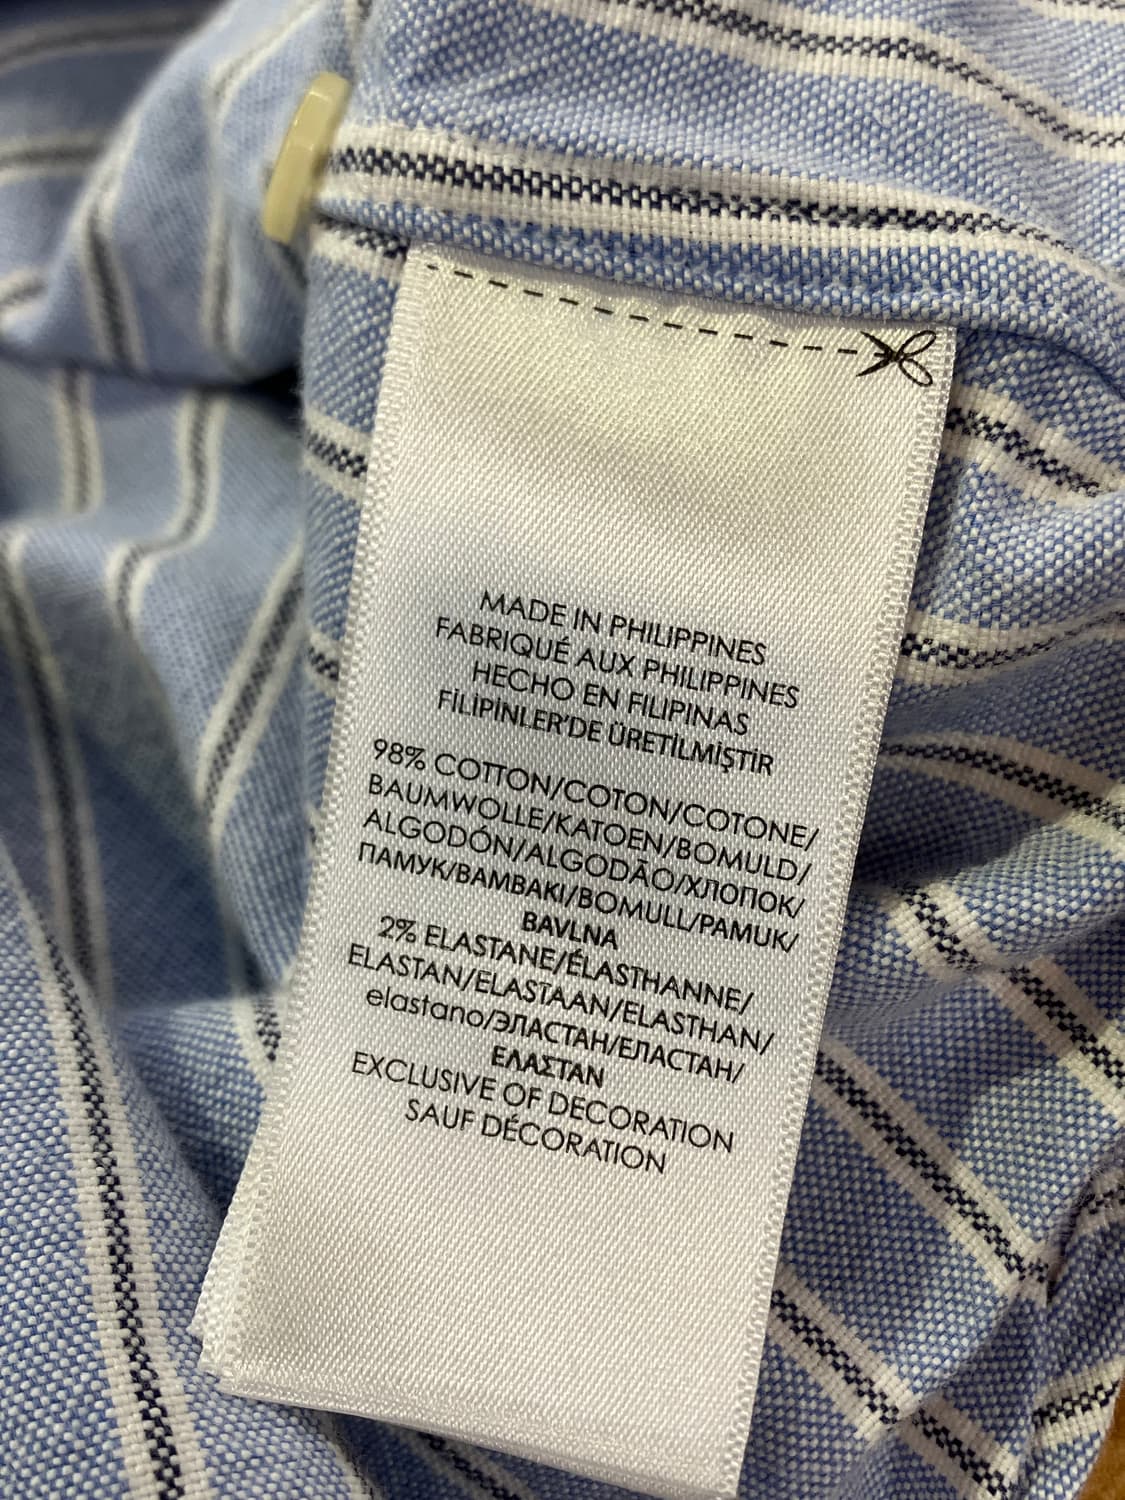 MADE IN PHILIPPINES
FABRIQUÉ AUX PHILIPPINES
HECHO EN FILIPINAS
FİLİPİNLER'DE ÜRETİLMİŞTİR
98% COTTON/COTON/COTONE/
BAUMWOLLE/KATOEN/BOMULD/
ALGODÓN/ALGODÃO/ХЛОПОК/
ПАМУК/ΒΑΜΒΑΚΙ/BOMULL/PAMUK/
BAVLNA
2% ELASTANE/ÉLASTHANNE/
ELASTAN/ELASTAAN/ELASTHAN/
elastano/ЭЛАСТАН/ЕЛАСТАН/
ΕΛΑΣΤΑΝ
EXCLUSIVE OF DECORATION
SAUF DÉCORATION